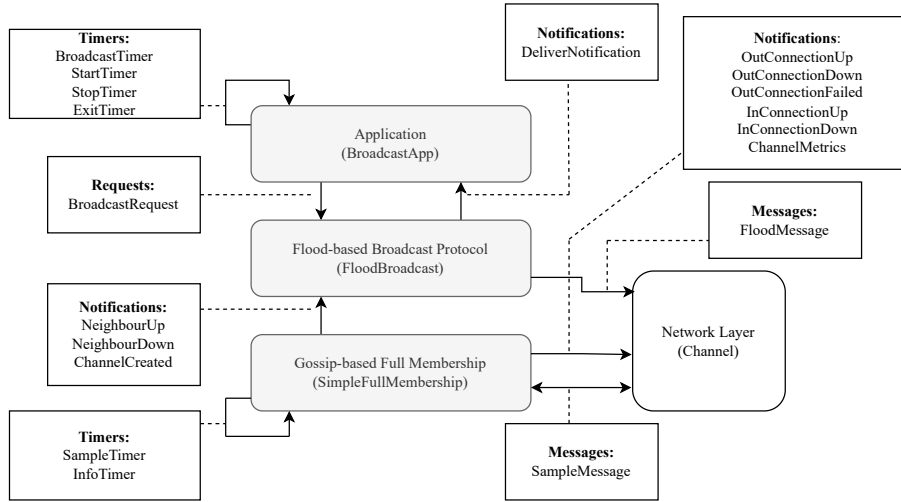 Timers:
BroadcastTimer
StartTimer
StopTimer
ExitTimer
Notifications:
DeliverNotification
Notifications:
OutConnectionUp
OutConnectionDown
OutConnectionFailed
InConnectionUp
InConnectionDown
ChannelMetrics
Application
(BroadcastApp)
Requests:
BroadcastRequest
Messages:
FloodMessage
Flood-based Broadcast Protocol
(FloodBroadcast)
Notifications:
NeighbourUp
NeighbourDown
ChannelCreated
Network Layer
(Channel)
Gossip-based Full Membership
(SimpleFullMembership)
Timers:
SampleTimer
InfoTimer
Messages:
SampleMessage